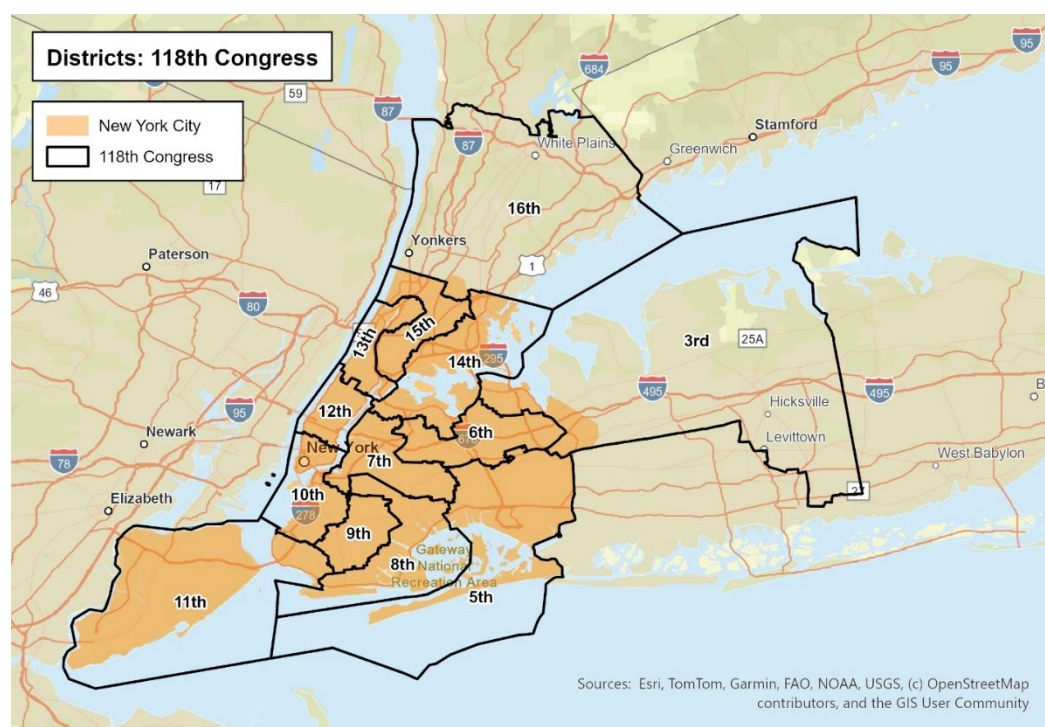 Districts: 118th Congress
New York City
118th Congress
59
87
684
95
95
Stamford
87
White Plains
Greenwich
17
16th
Yonkers
Paterson
1
46
80
3rd
25A
13th
15th
14th
295
495
495
Hicksville
12th
95
6th
Levittown
Newark
New York
7th
West Babylon
78
27
Elizabeth
10th
278
9th
8th
Gateway
National
Recreation Area
5th
11th
Sources: Esri, TomTom, Garmin, FAO, NOAA, USGS, (c) OpenStreetMap
contributors, and the GIS User Community